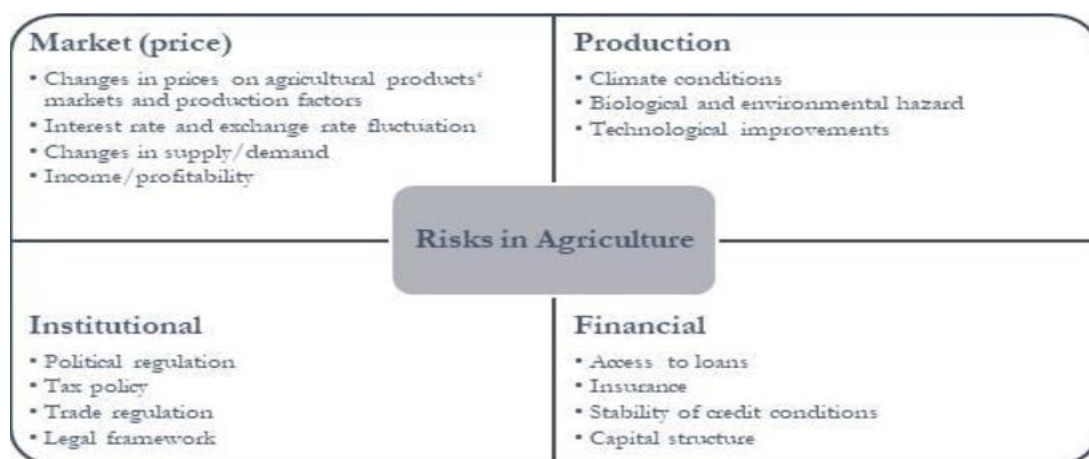 Market (price)
• Changes in prices on agricultural products'
markets and production factors
• Interest rate and exchange rate fluctuation
• Changes in supply/demand
• Income/profitability
Production
• Climate conditions
• Biological and environmental hazard
• Technological improvements
Risks in Agriculture
Institutional
• Political regulation
• Tax policy
• Trade regulation
• Legal framework
Financial
• Access to loans
• Insurance
• Stability of credit conditions
• Capital structure